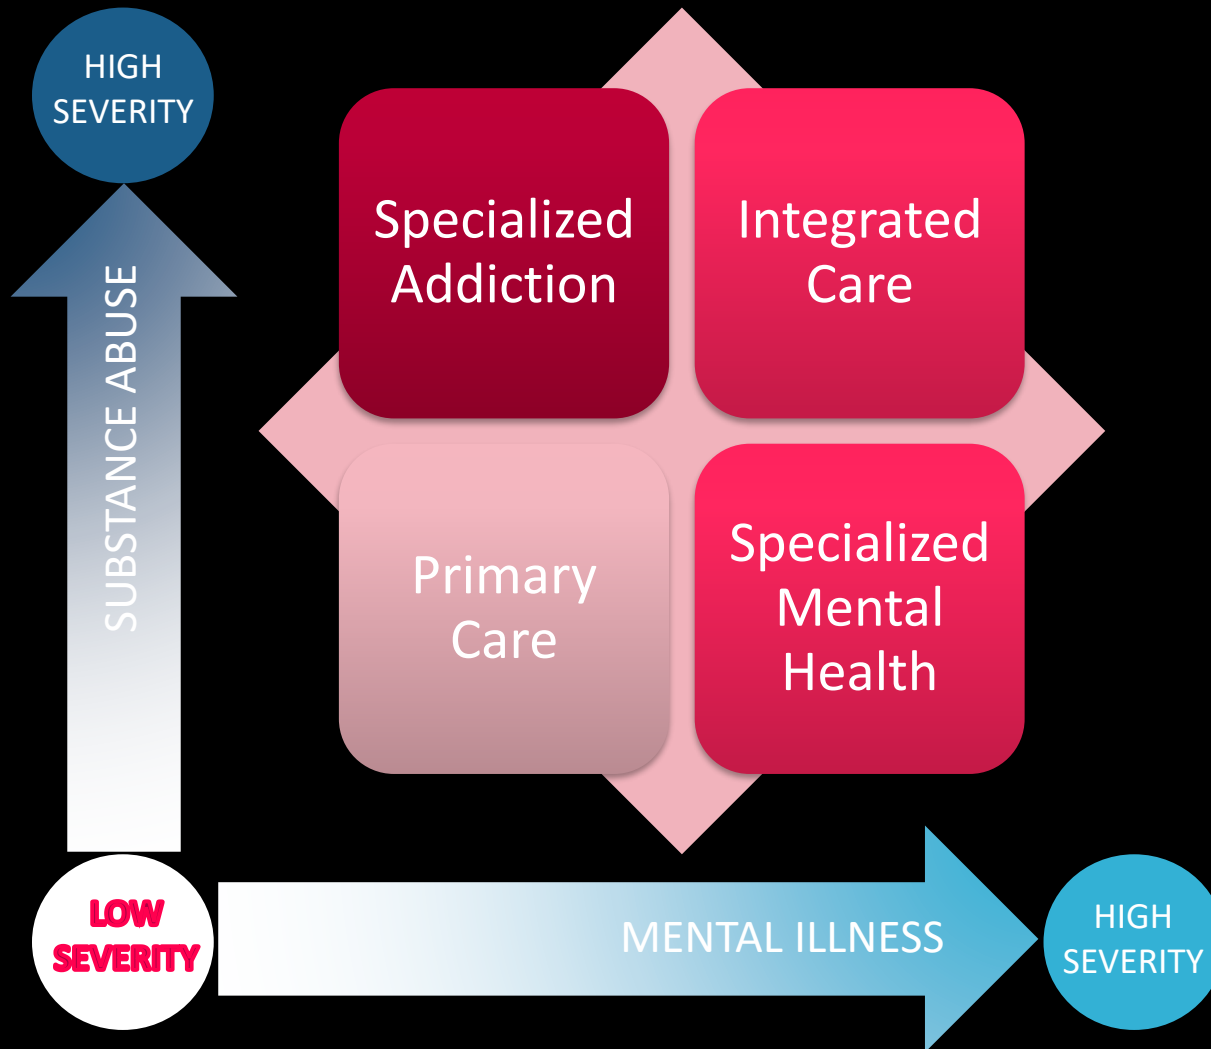 HIGH
SEVERITY
Specialized
Addiction
Integrated
Care
SUBSTANCE ABUSE
Primary
Care
Specialized
Mental
Health
LOW
SEVERITY
MENTAL ILLNESS
HIGH
SEVERITY